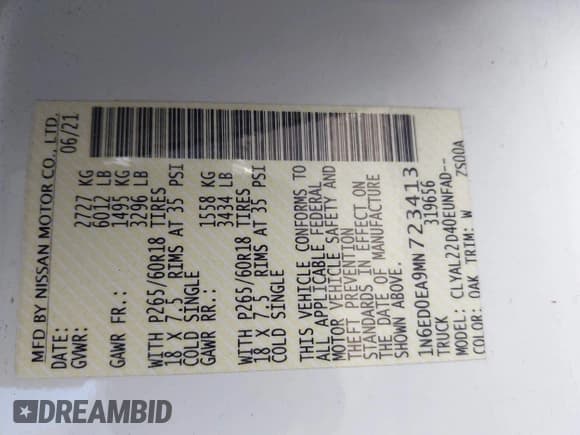 MFD BY NISSAN MOTOR CO., LTD.
DATE: 06/21
GVWR: 2727 KG
6012 LB
GAWR FR.: 1495 KG
3296 LB
WITH P265/60R18 TIRES
18 X 7.5, RIMS AT 35 PSI
COLD SINGLE
GAWR RR.: 1558 KG
3434 LB
WITH P265/60R18 TIRES
18 X 7.5, RIMS AT 35 PSI
COLD SINGLE
THIS VEHICLE CONFORMS TO
ALL APPLICABLE FEDERAL
MOTOR VEHICLE SAFETY AND
THEFT PREVENTION
STANDARDS IN EFFECT ON
THE DATE OF MANUFACTURE
SHOWN ABOVE.
1N6ED0EA9MN723413
TRUCK 319656
MODEL: CLYAL22D40EUNFAD--
COLOR: QAK TRIM: W ZS00A
DREAMBID